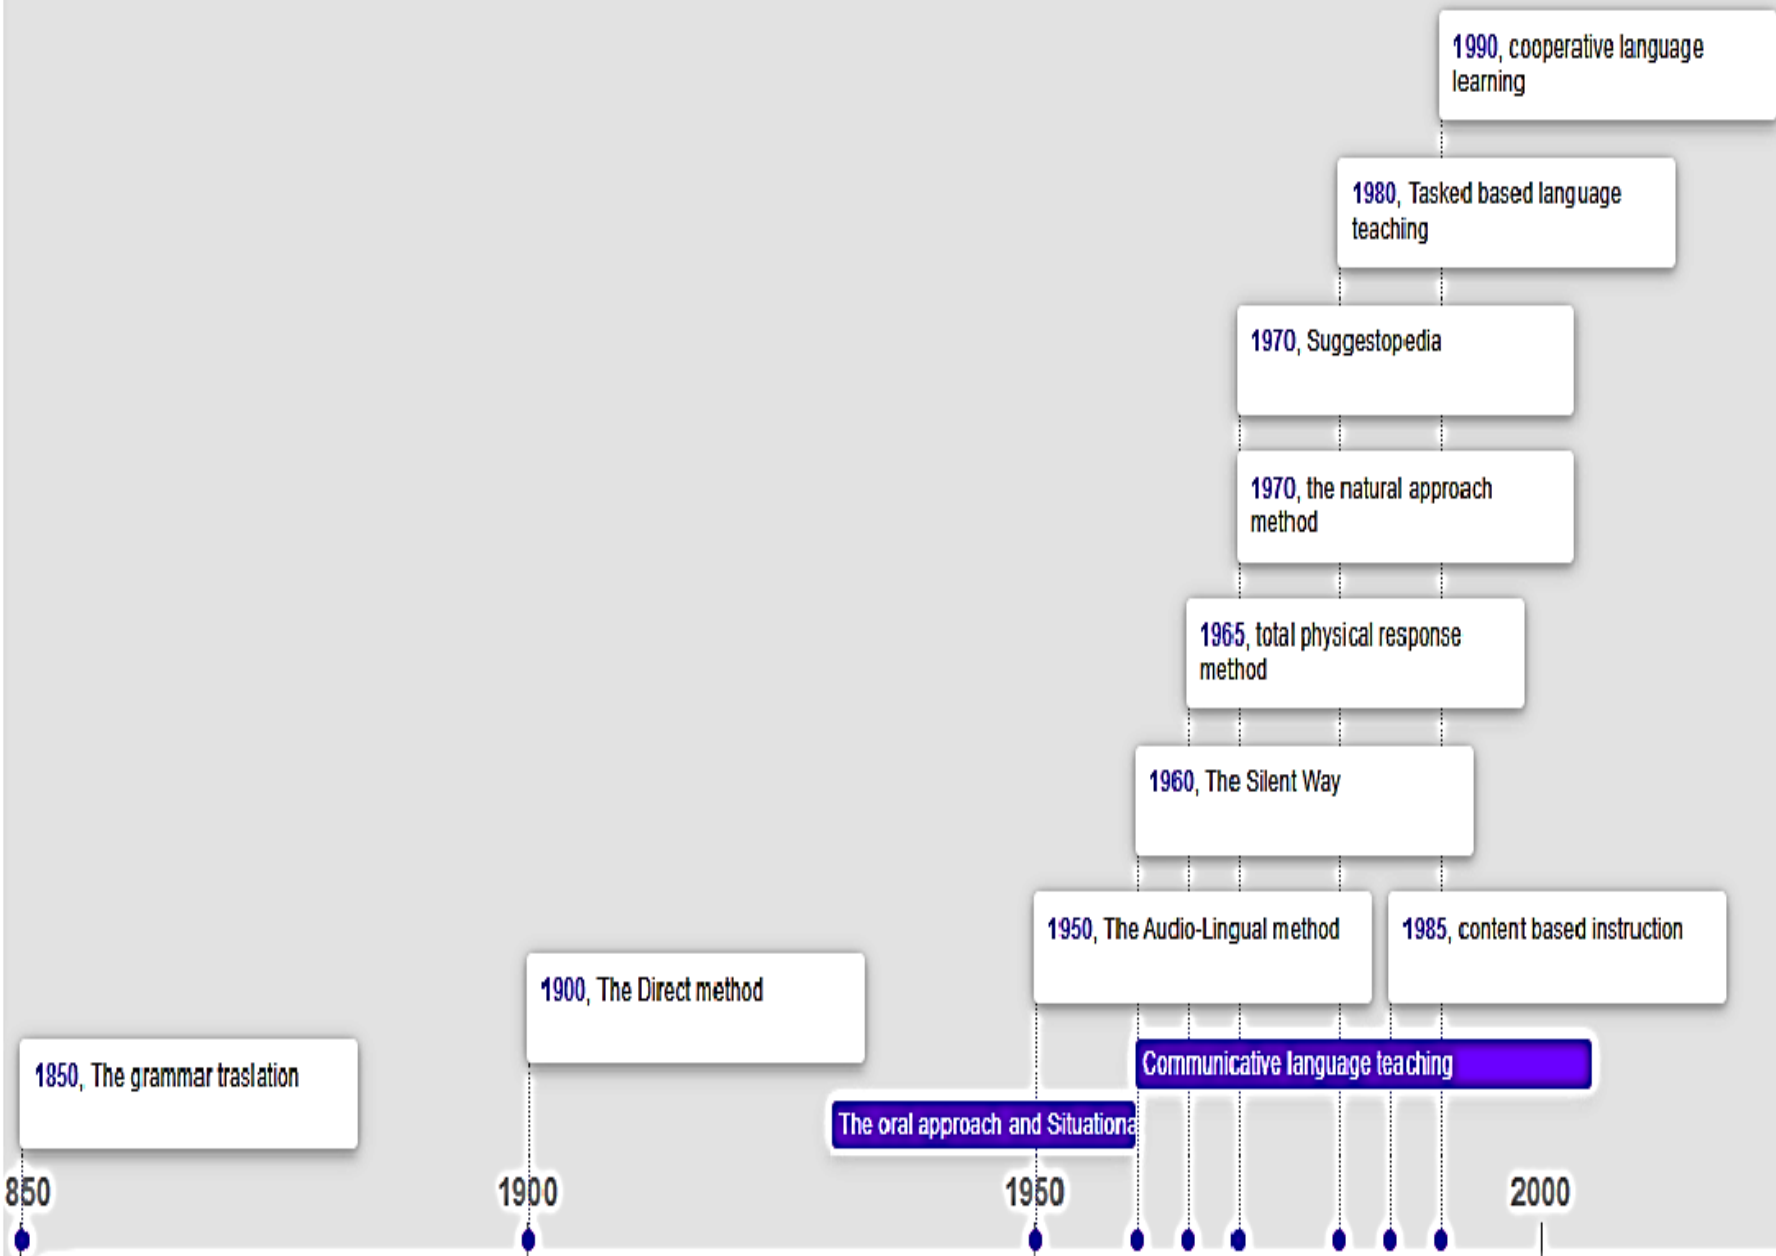 1990, cooperative language
learning
1980, Tasked based language
teaching
1970, Suggestopedia
1970, the natural approach
method
1965, total physical response
method
1960, The Silent Way
1950, The Audio-Lingual method
1985, content based instruction
1900, The Direct method
1850, The grammar traslation
Communicative language teaching
The oral approach and Situationa
850
1900
1950
2000